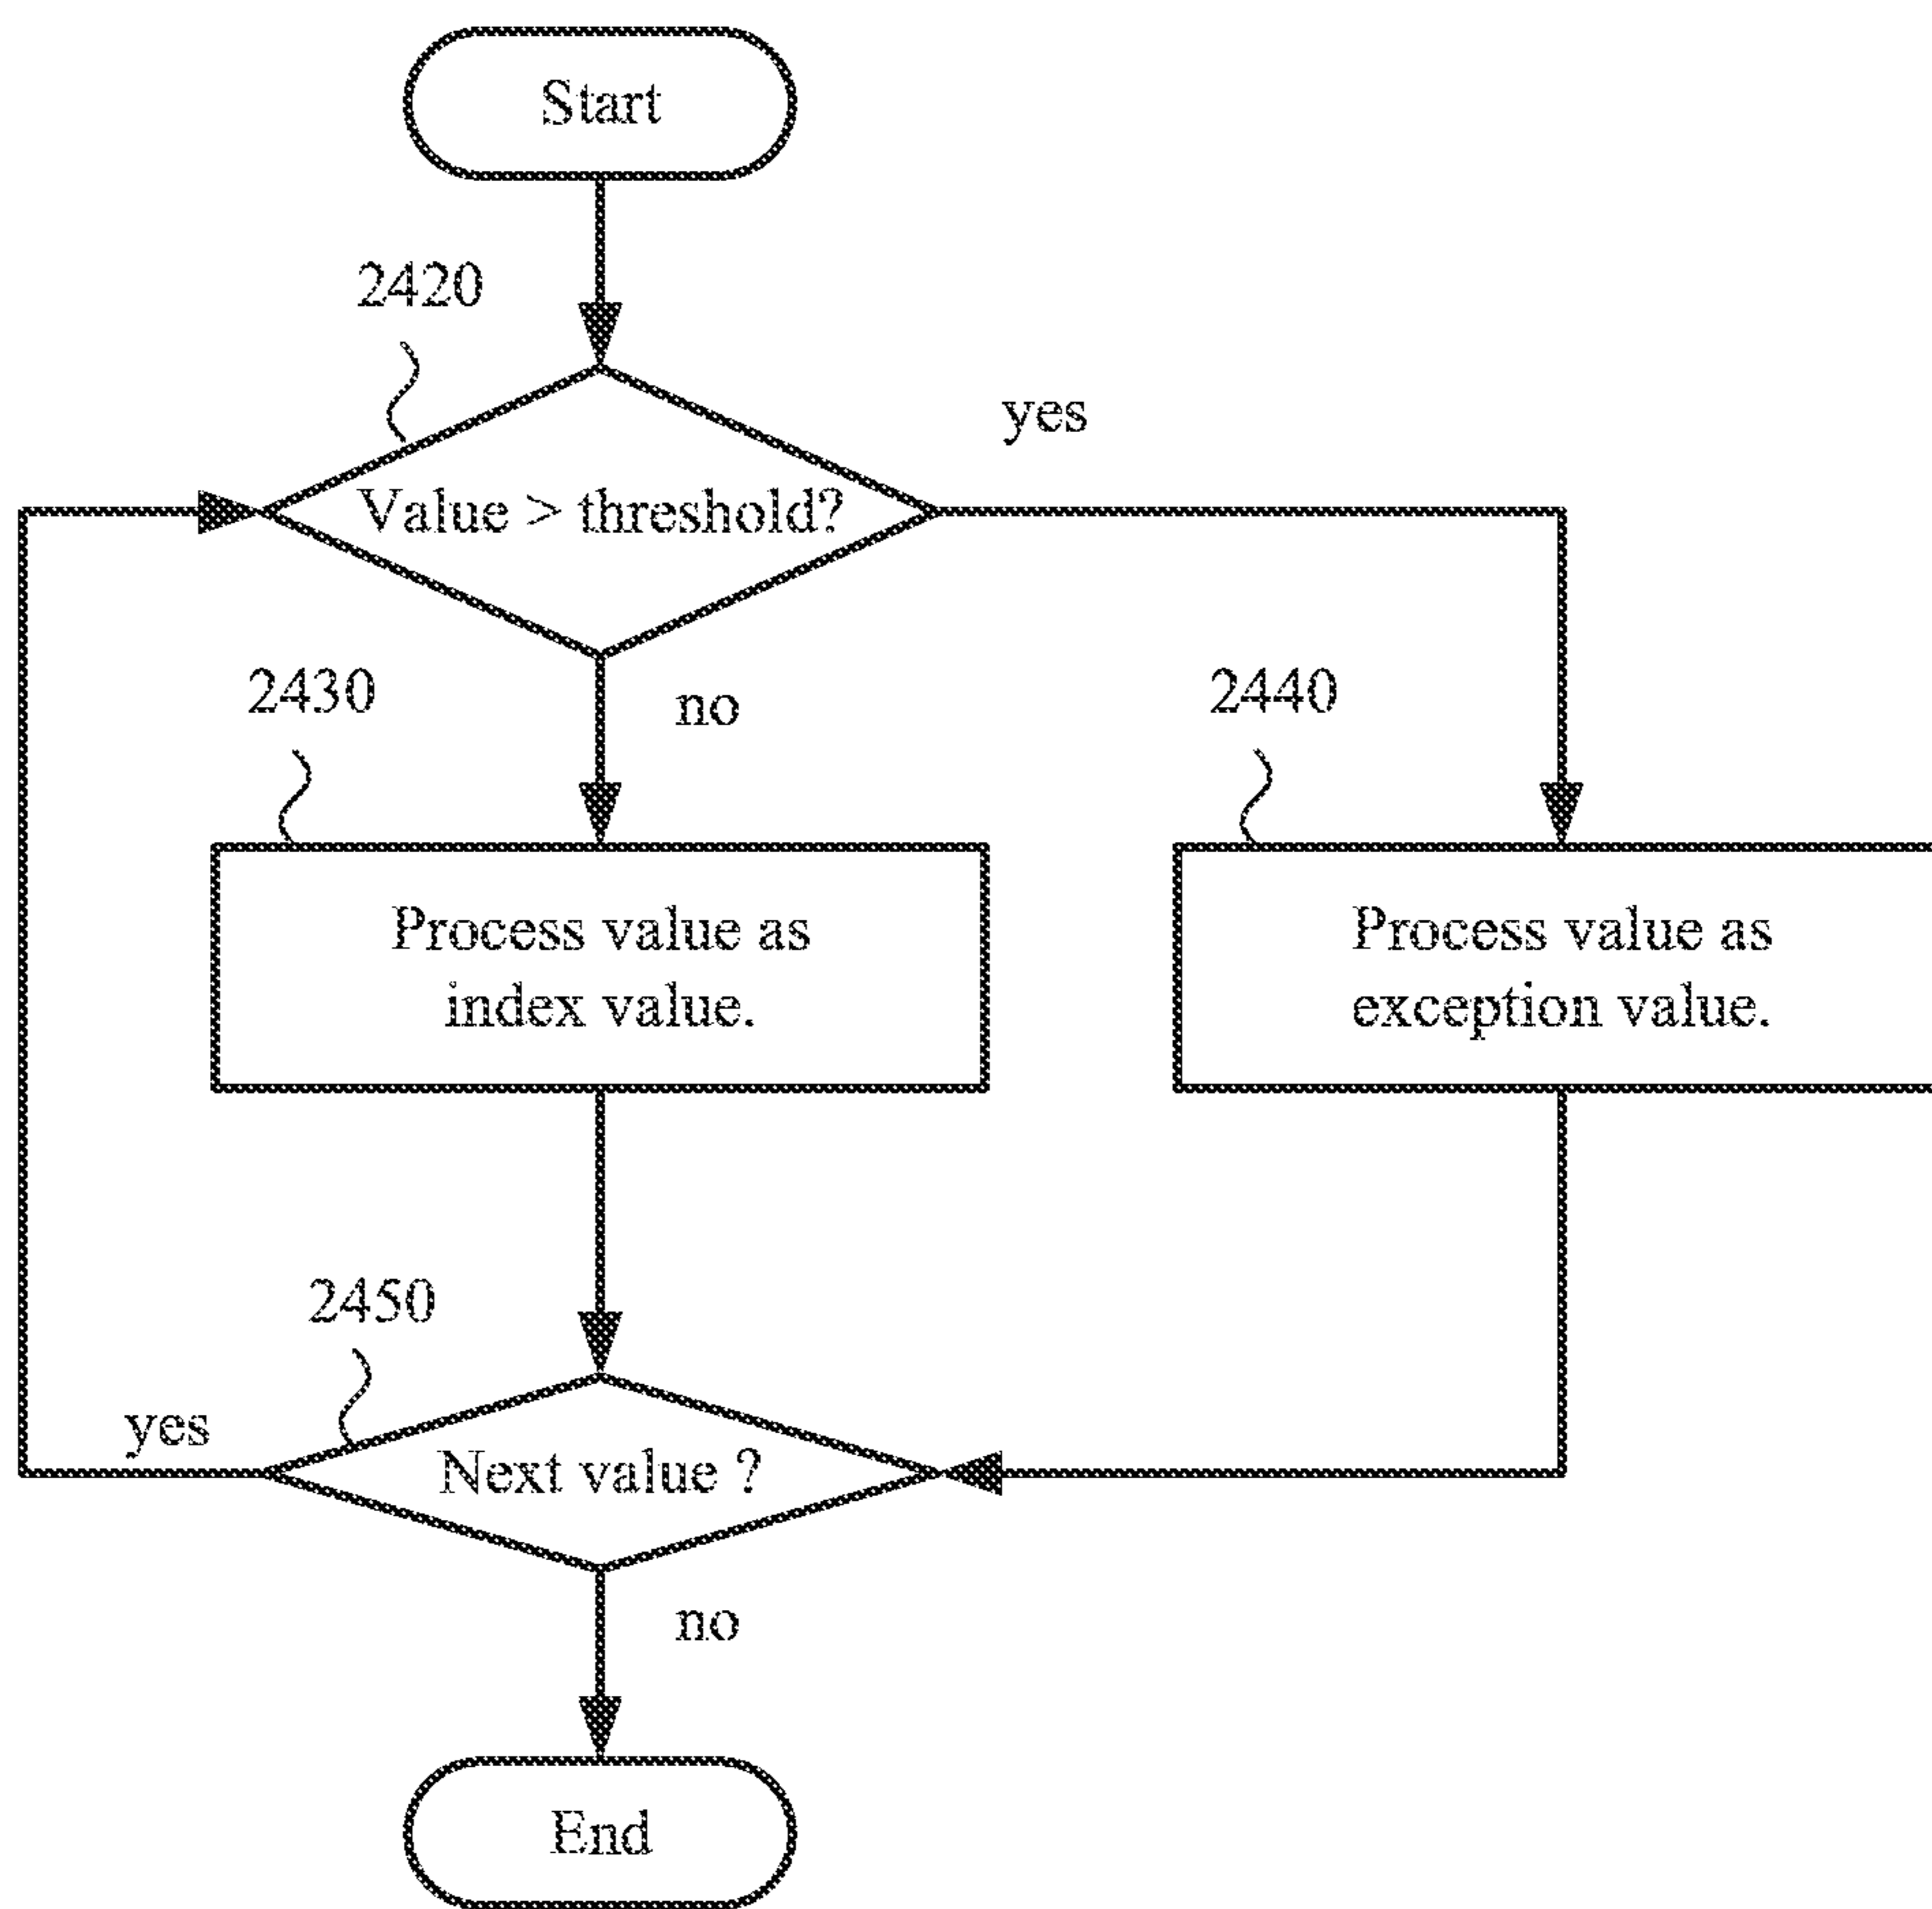 Start
2420
yes
Value > threshold?
2430
no
2440
Process value as
index value.
Process value as
exception value.
2450
yes
Next value ?
no
End